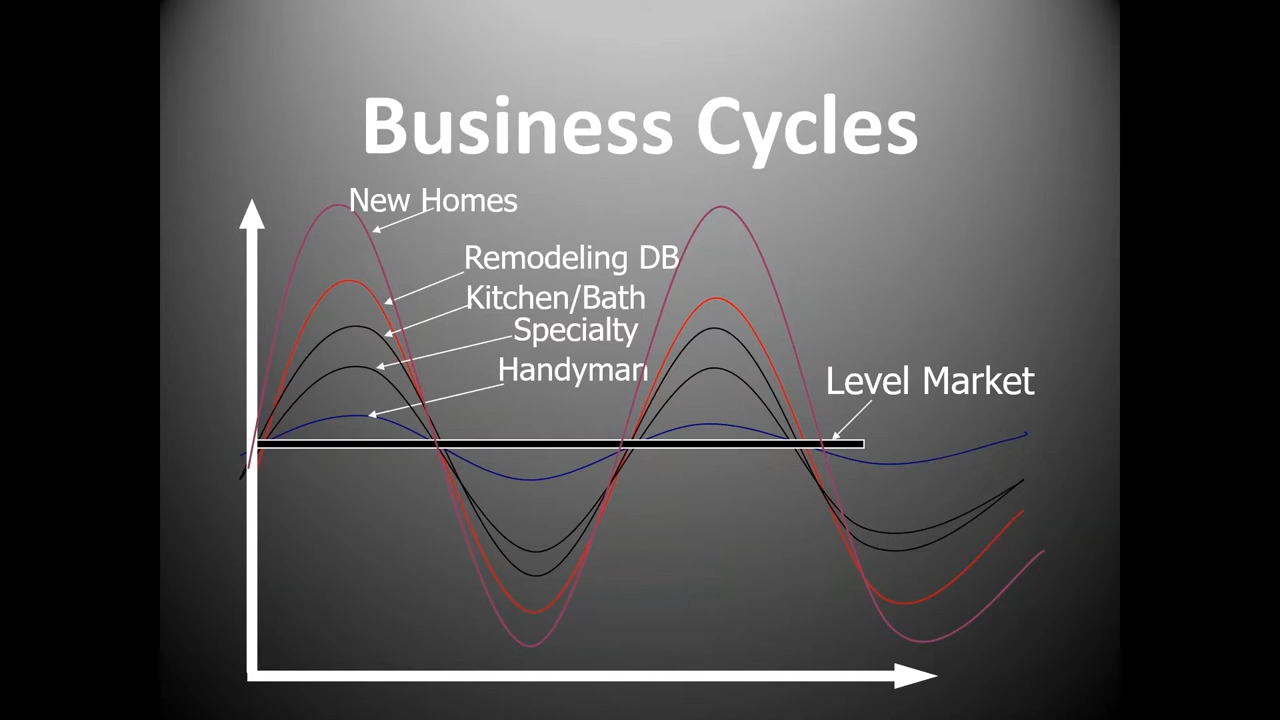 Business Cycles
New Homes
Remodeling DB
Kitchen/Bath
Specialty
Handyman
Level Market